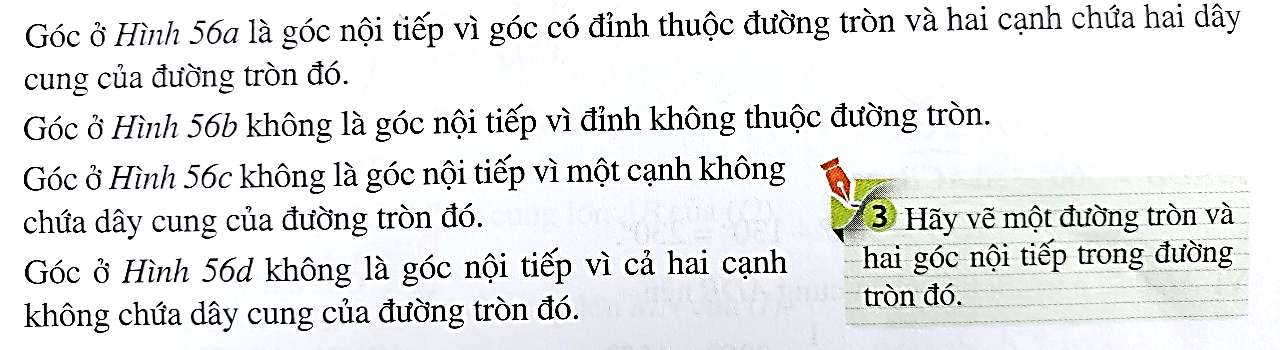 Góc ở Hình 56a là góc nội tiếp vì góc có đỉnh thuộc đường tròn và hai cạnh chứa hai dây
cung của đường tròn đó.
Góc ở Hình 56b không là góc nội tiếp vì đỉnh không thuộc đường tròn.
Góc ở Hình 56c không là góc nội tiếp vì một cạnh không
chứa dây cung của đường tròn đó.
Góc ở Hình 56d không là góc nội tiếp vì cả hai cạnh
không chứa dây cung của đường tròn đó.
3 Hãy vẽ một đường tròn và
hai góc nội tiếp trong đường
tròn đó.